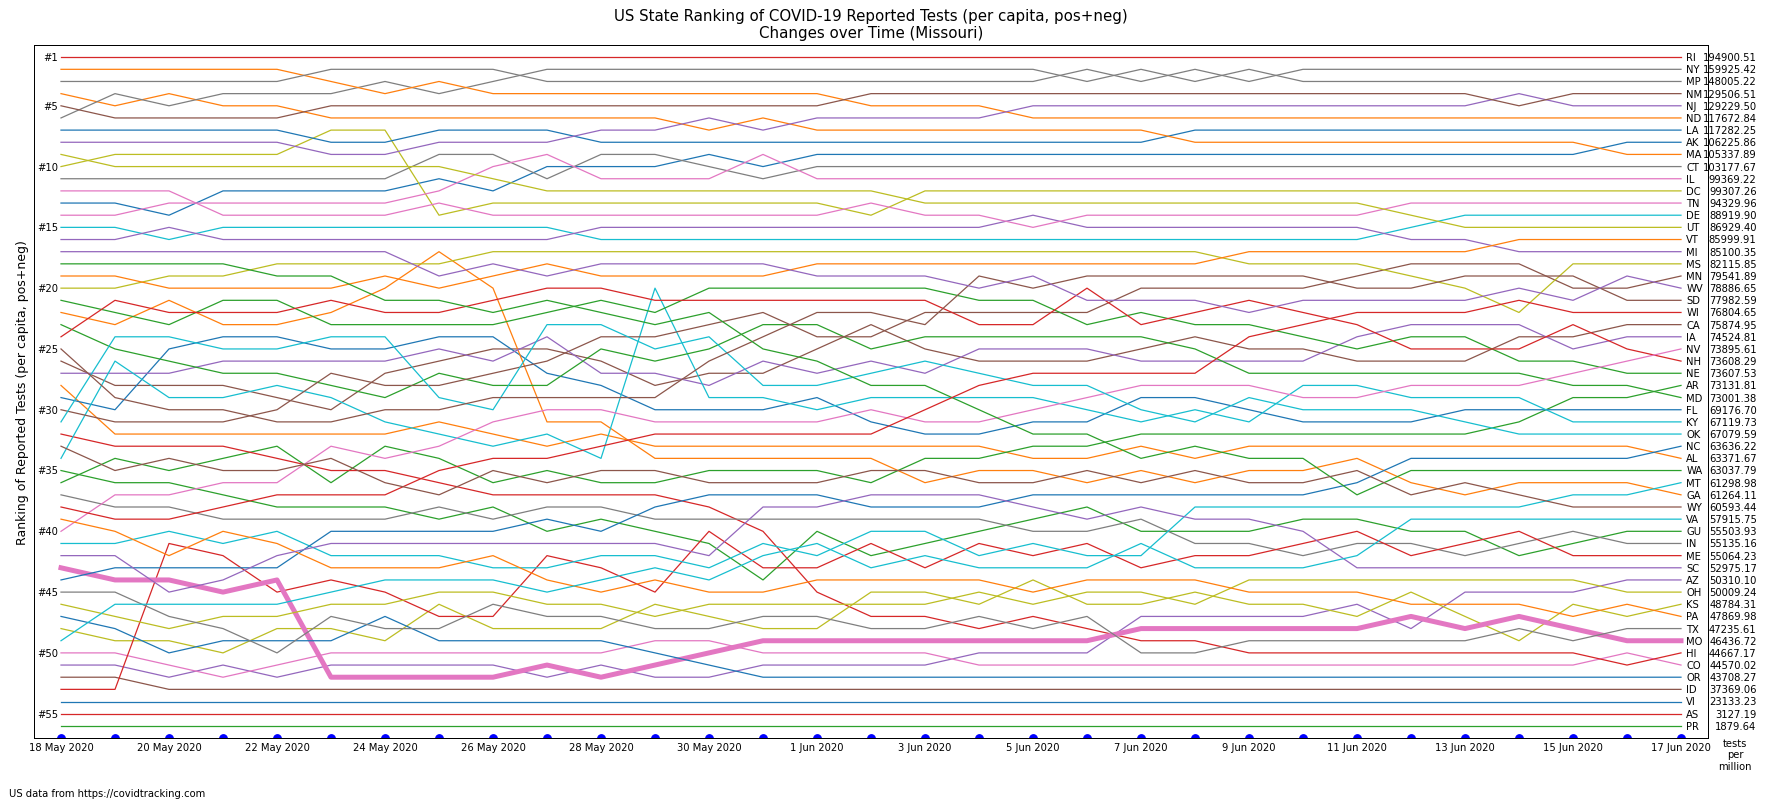 US State Ranking of COVID-19 Reported Tests (per capita, pos+neg)
Changes over Time (Missouri)
Ranking of Reported Tests (per capita, pos+neg)
#1
#5
#10
#15
#20
#25
#30
#35
#40
#45
#50
#55
RI 194900.51
NY 159925.42
MP 148005.22
NM 129506.51
NJ 129229.50
ND 117672.84
LA 117282.25
AK 106225.86
MA 105337.89
CT 103177.67
IL 99369.22
DC 99307.26
TN 94329.96
DE 88919.90
UT 86929.40
VT 85999.91
MI 85100.35
MS 82115.85
MN 79541.89
WV 78886.65
SD 77982.59
WI 76804.65
CA 75874.95
IA 74524.81
NV 73895.61
NH 73608.29
NE 73607.53
AR 73131.81
MD 73001.38
FL 69176.70
KY 67119.73
OK 67079.59
NC 63636.22
AL 63371.67
WA 63037.79
MT 61298.98
GA 61264.11
WY 60593.44
VA 57915.75
GU 55503.93
IN 55135.16
ME 55064.23
SC 52975.17
AZ 50310.10
OH 50009.24
KS 48784.31
PA 47869.98
TX 47235.61
MO 46436.72
HI 44667.17
CO 44570.02
OR 43708.27
ID 37369.06
VI 23133.23
AS 3127.19
PR 1879.64
18 May 2020
20 May 2020
22 May 2020
24 May 2020
26 May 2020
28 May 2020
30 May 2020
1 Jun 2020
3 Jun 2020
5 Jun 2020
7 Jun 2020
9 Jun 2020
11 Jun 2020
13 Jun 2020
15 Jun 2020
17 Jun 2020
tests
per
million
US data from https://covidtracking.com